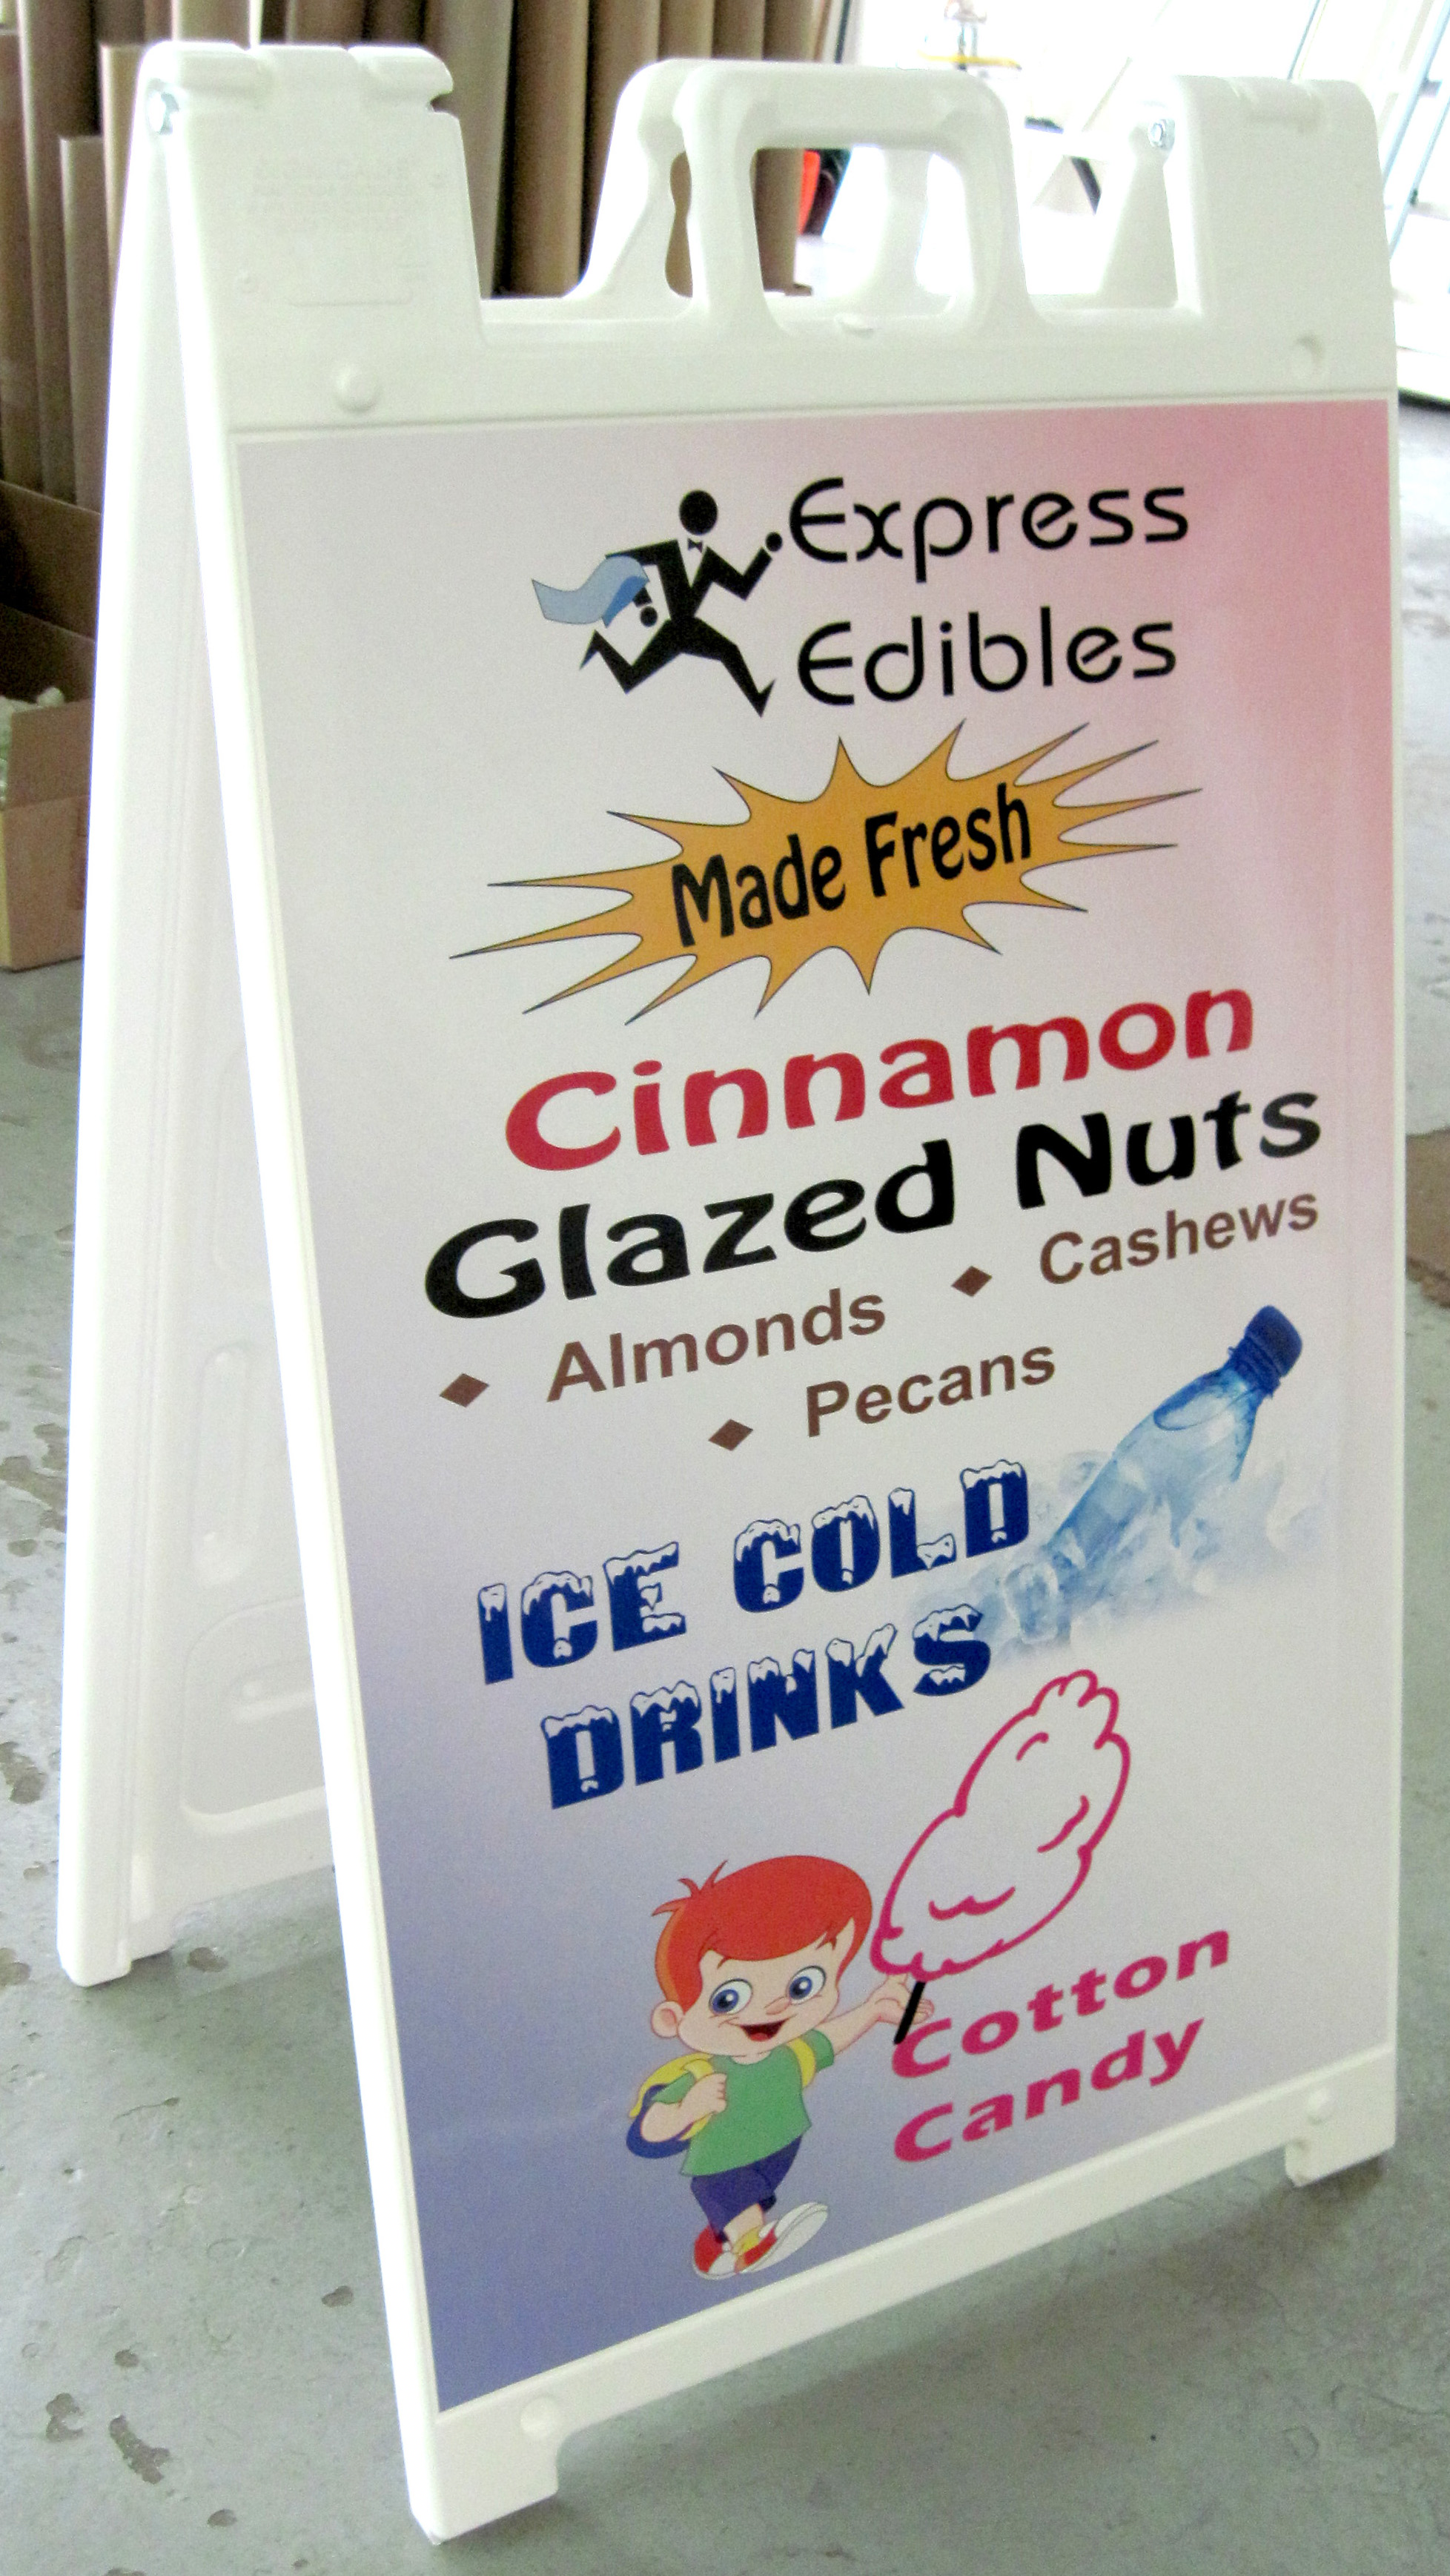 Express
Edibles
Made Fresh
Cinnamon
Glazed Nuts
◆ Almonds ◆ Cashews
◆ Pecans
ICE COLD
DRINKS
Cotton
Candy